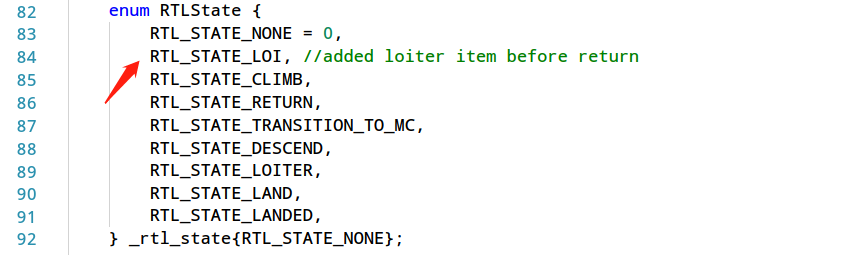 82 enum RTLState {
83 RTL_STATE_NONE = 0,
84 RTL_STATE_LOI, //added loiter item before return
85 RTL_STATE_CLIMB,
86 RTL_STATE_RETURN,
87 RTL_STATE_TRANSITION_TO_MC,
88 RTL_STATE_DESCEND,
89 RTL_STATE_LOITER,
90 RTL_STATE_LAND,
91 RTL_STATE_LANDED,
92 } _rtl_state{RTL_STATE_NONE};